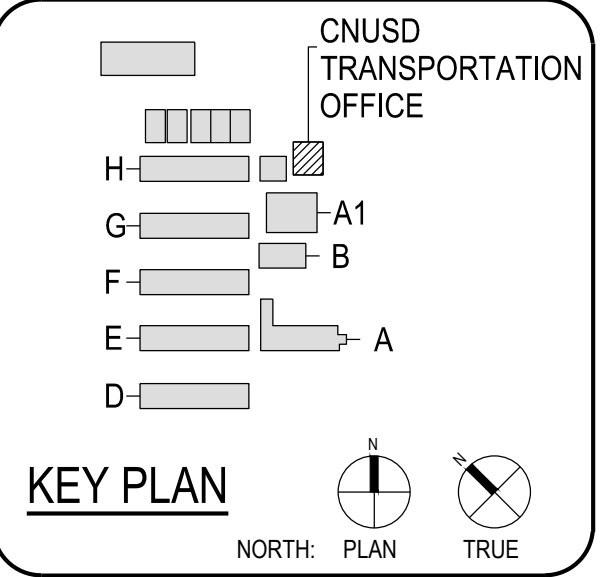 CNUSD
TRANSPORTATION
OFFICE
H
A1
G
B
F
E
A
D
KEY PLAN
N
N
NORTH: PLAN TRUE